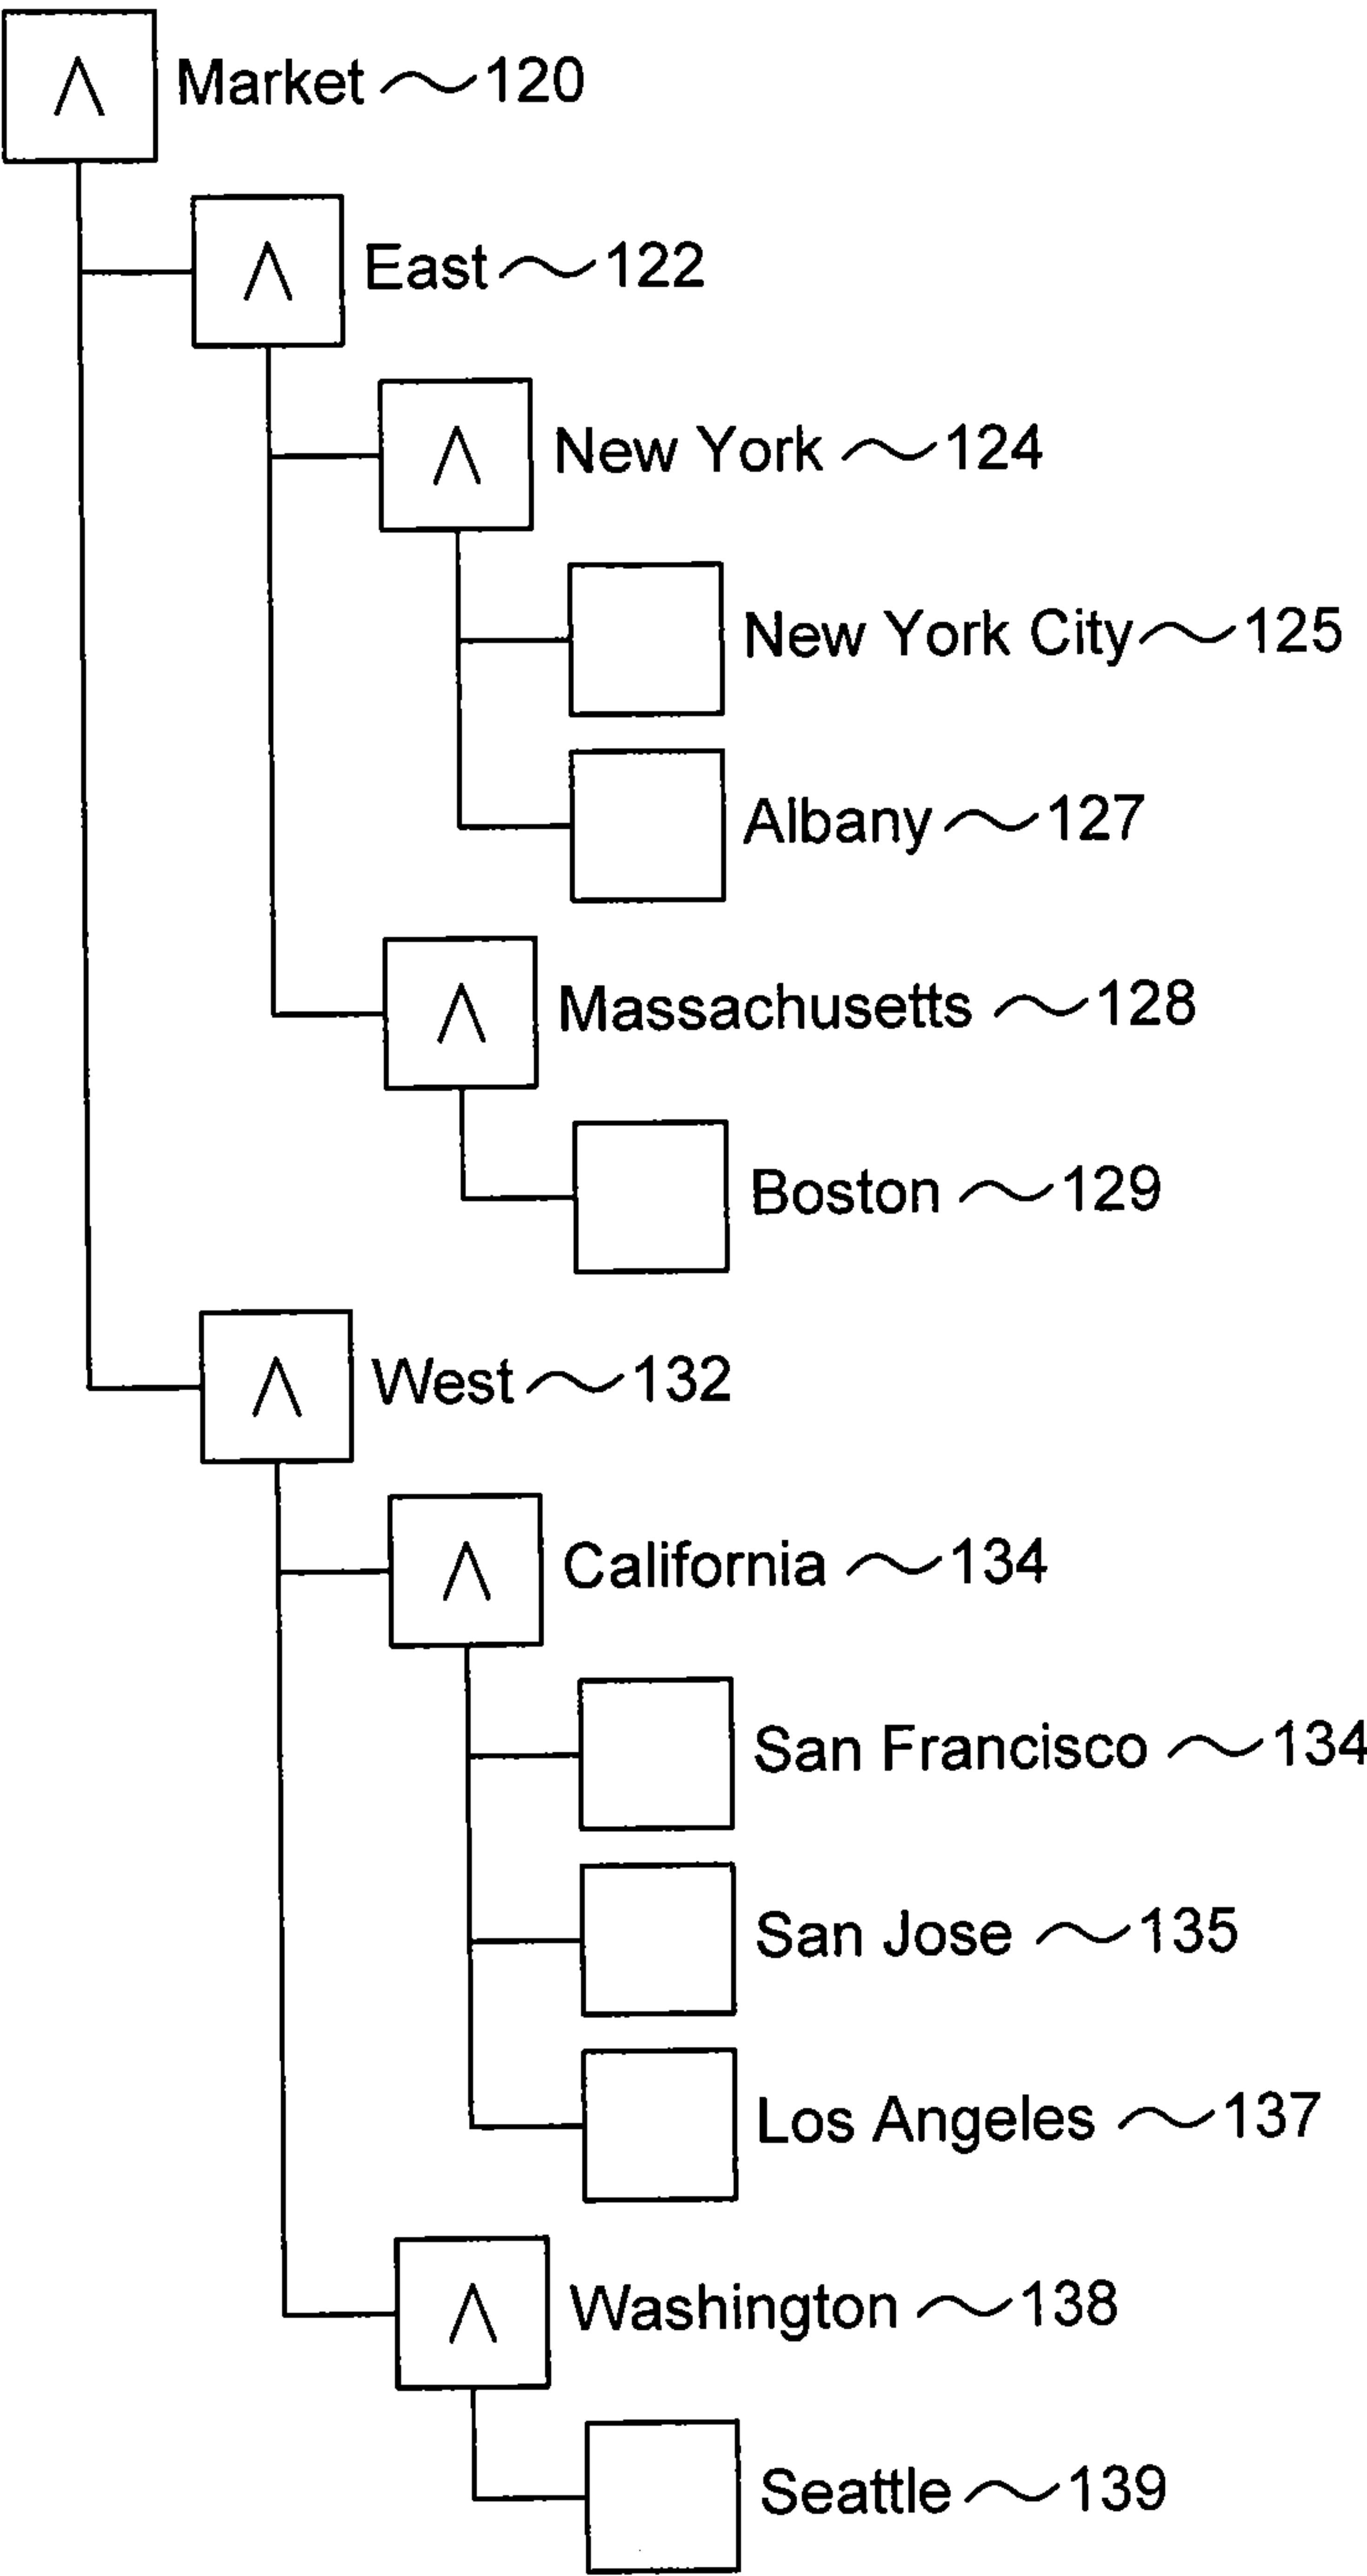 Market 120
East 122
New York 124
New York City 125
Albany 127
Massachusetts 128
Boston 129
West 132
California 134
San Francisco 134
San Jose 135
Los Angeles 137
Washington 138
Seattle 139